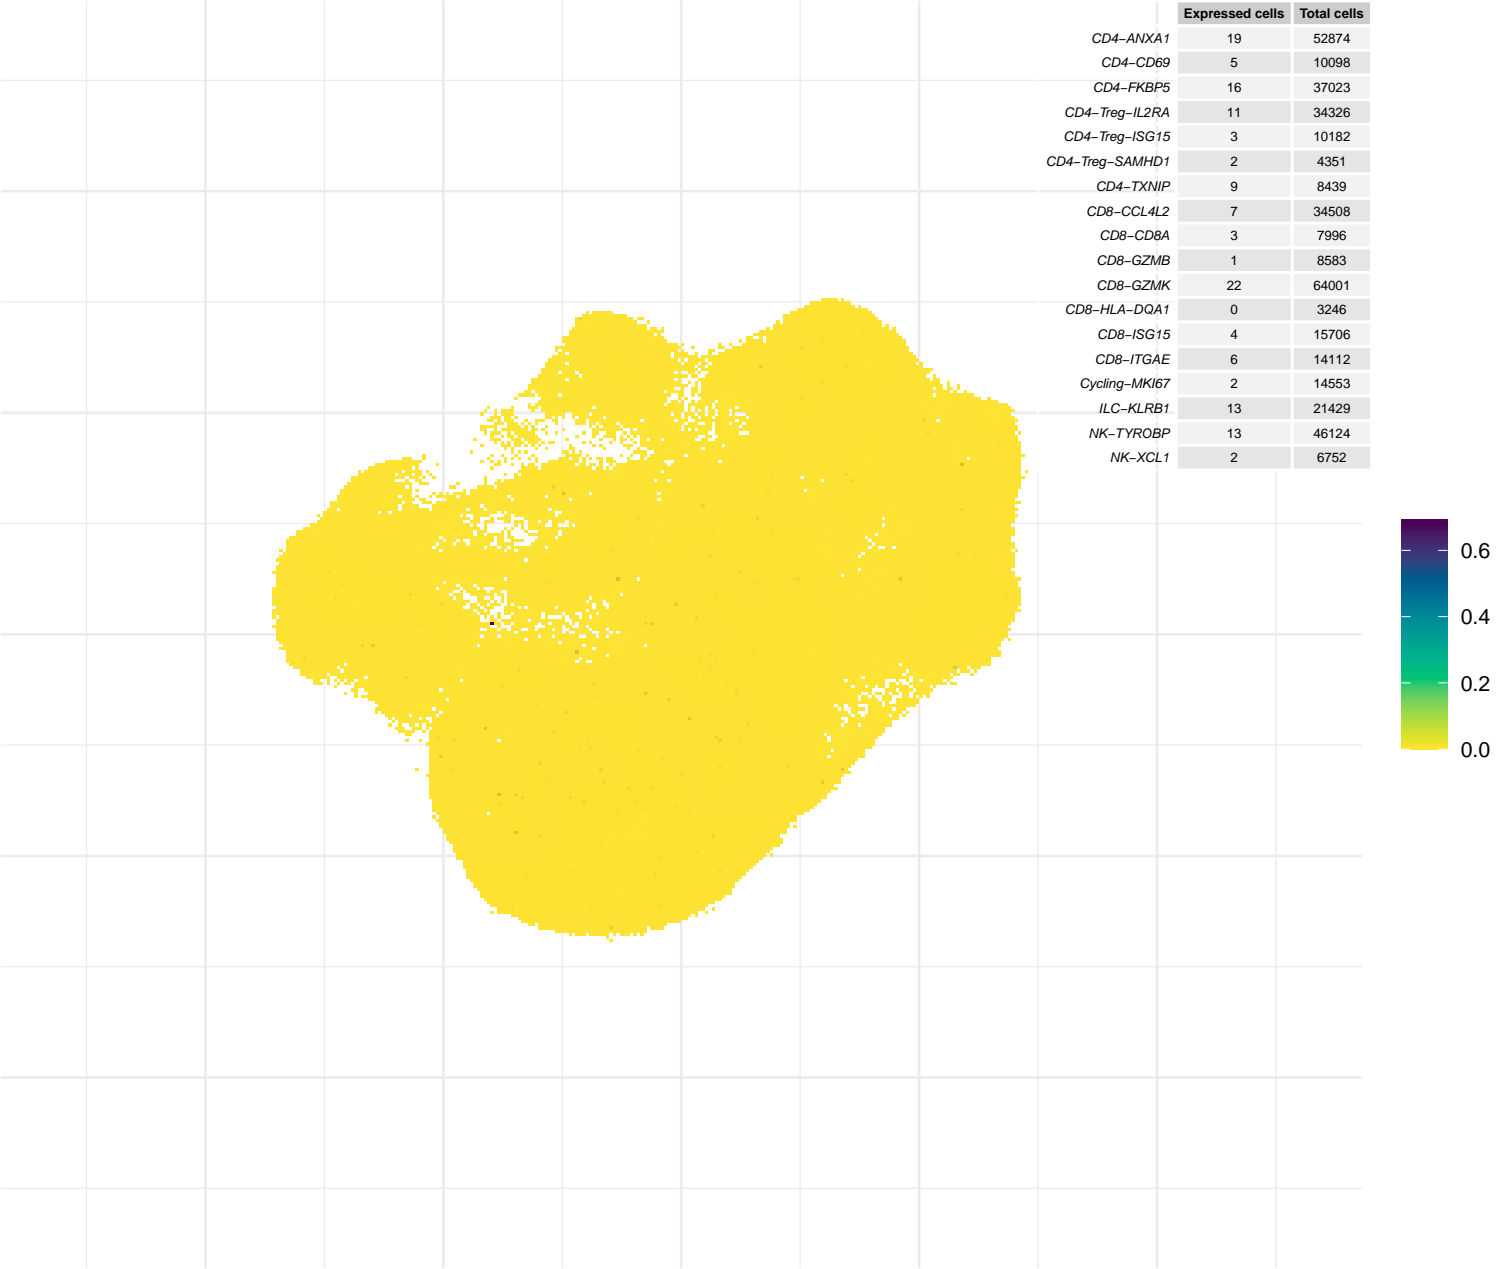 Expressed cells Total cells
CD4−ANXA1 19 52874
CD4−CD69 5 10098
CD4−FKBP5 16 37023
CD4−Treg−IL2RA 11 34326
CD4−Treg−ISG15 3 10182
CD4−Treg−SAMHD1 2 4351
CD4−TXNIP 9 8439
CD8−CCL4L2 7 34508
CD8−CD8A 3 7996
CD8−GZMB 1 8583
CD8−GZMK 22 64001
CD8−HLA−DQA1 0 3246
CD8−ISG15 4 15706
CD8−ITGAE 6 14112
Cycling−MKI67 2 14553
ILC−KLRB1 13 21429
NK−TYROBP 13 46124
NK−XCL1 2 6752
0.6
0.4
0.2
0.0